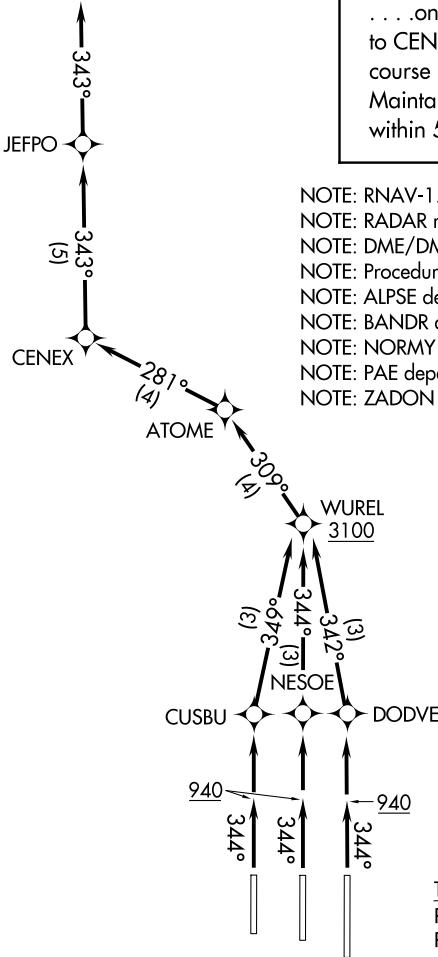 . . . .on
to CEN
course
Mainta
within 5
343°
JEFPO
NOTE: RNAV-1.
NOTE: RADAR r
NOTE: DME/DM
NOTE: Procedur
NOTE: ALPSE de
NOTE: BANDR
NOTE: NORMY
NOTE: PAE depa
NOTE: ZADON
343°
(5)
CENEX
281°
(4)
ATOME
309°
(4)
WUREL
3100
349°
(3)
344°
(3)
342°
(3)
NESOE
CUSBU
DODVE
940
940
344°
344°
344°